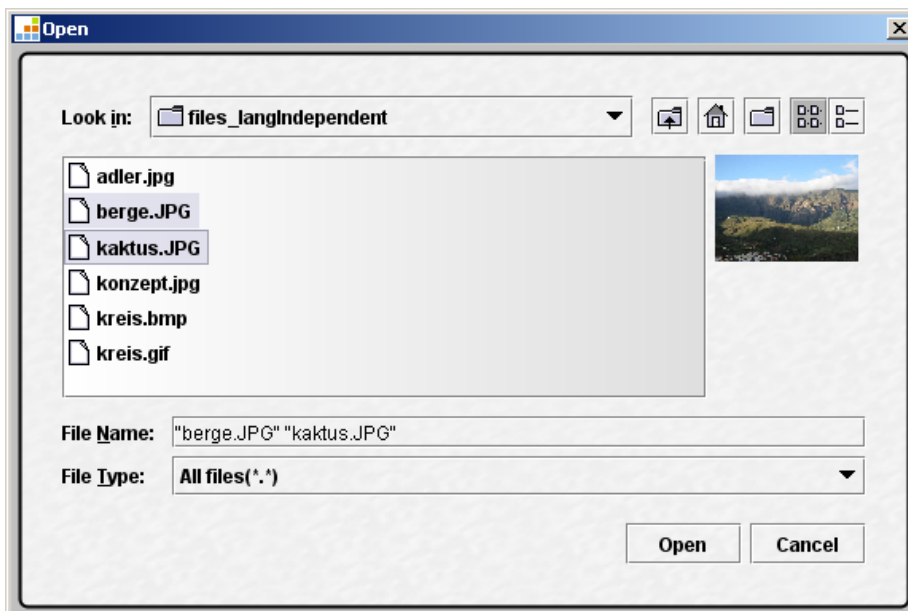 Open
Look in: files_langIndependent
adler.jpg
berge.JPG
kaktus.JPG
konzept.jpg
kreis.bmp
kreis.gif
File Name: "berge.JPG" "kaktus.JPG"
File Type: All files(*.*)
Open Cancel